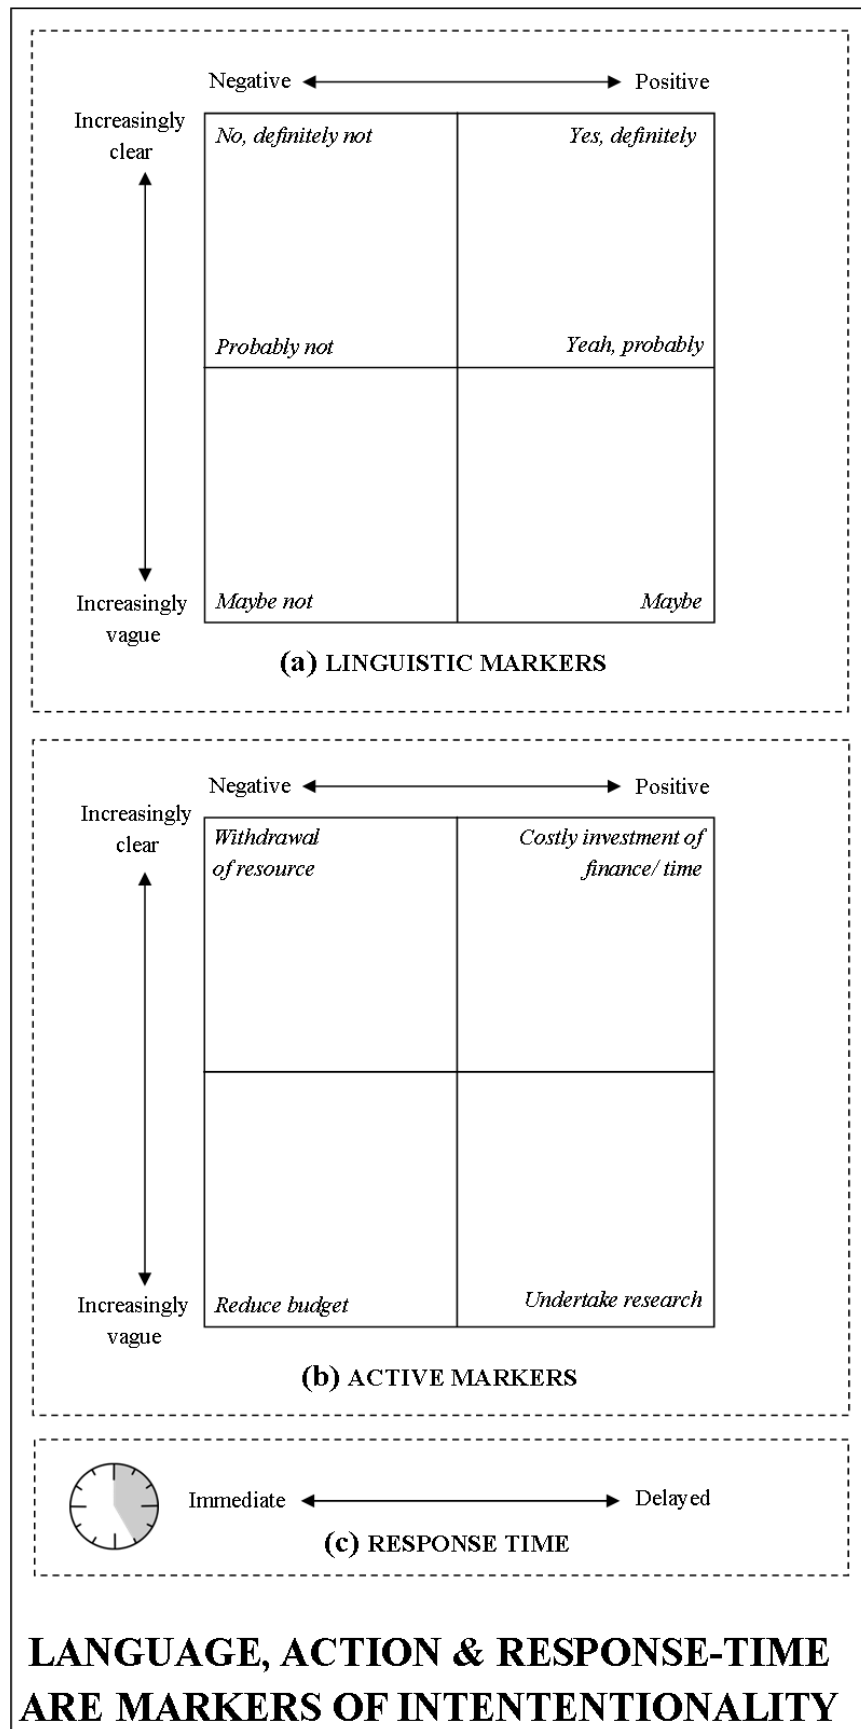 Negative Positive
Increasingly
clear
No, definitely not Yes, definitely
Probably not Yeah, probably
Increasingly
vague
Maybe not Maybe
(a) LINGUISTIC MARKERS
Negative Positive
Increasingly
clear
Withdrawal
of resource
Costly investment of
finance/ time
Increasingly
vague
Reduce budget Undertake research
(b) ACTIVE MARKERS
Immediate Delayed
(c) RESPONSE TIME
LANGUAGE, ACTION & RESPONSE-TIME
ARE MARKERS OF INTENTENTIONALITY